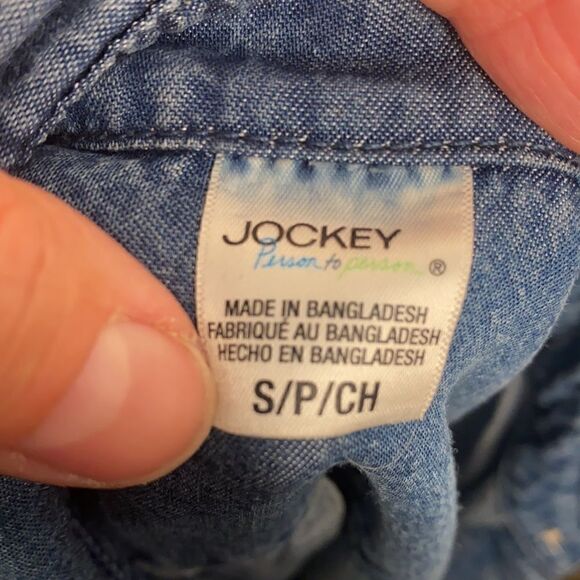 JOCKEY
Person to person ®
MADE IN BANGLADESH
FABRIQUÉ AU BANGLADESH
HECHO EN BANGLADESH
S/P/CH